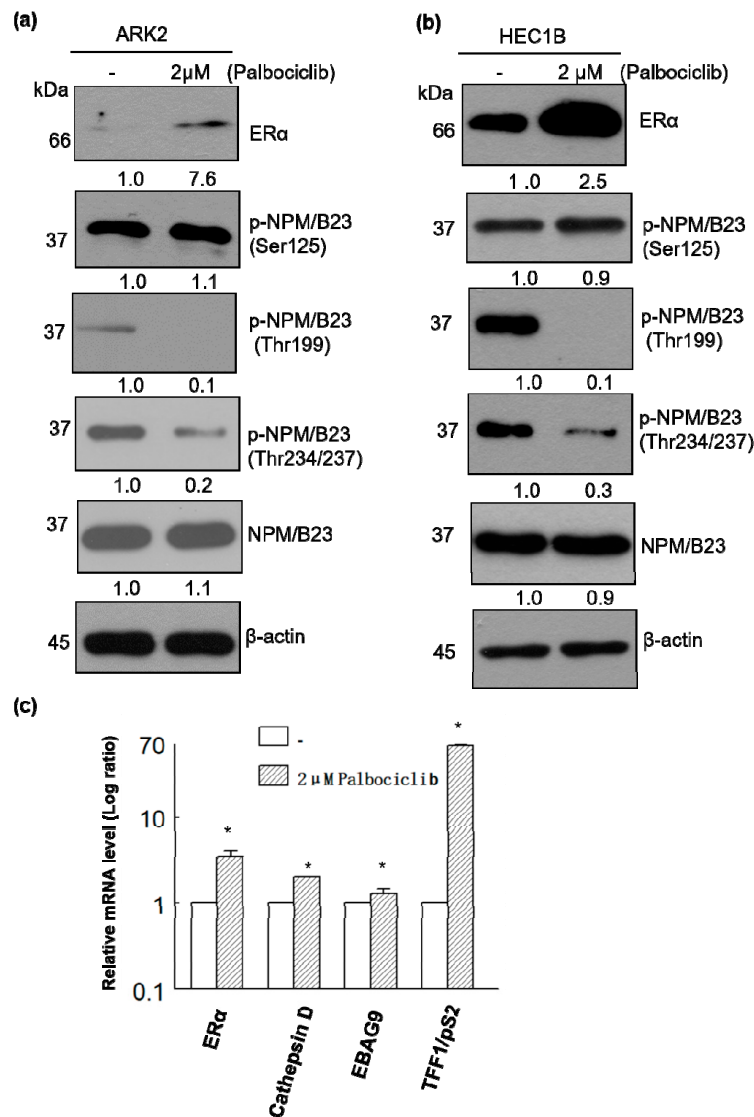 (a)
ARK2
- 2μM (Palbociclib)
kDa
66 ERα
1.0 7.6
37 p-NPM/B23
(Ser125)
1.0 1.1
37 p-NPM/B23
(Thr199)
1.0 0.1
37 p-NPM/B23
(Thr234/237)
1.0 0.2
37 NPM/B23
1.0 1.1
45 β-actin
(b)
HEC1B
- 2 μM (Palbociclib)
kDa
66 ERα
1.0 2.5
37 p-NPM/B23
(Ser125)
1.0 0.9
37 p-NPM/B23
(Thr199)
1.0 0.1
37 p-NPM/B23
(Thr234/237)
1.0 0.3
37 NPM/B23
1.0 0.9
45 β-actin
(c)
Relative mRNA level (Log ratio)
70
10
1
0.1
-
2μM Palbociclib
* * * *
ERα
Cathepsin D
EBAG9
TFF1/pS2